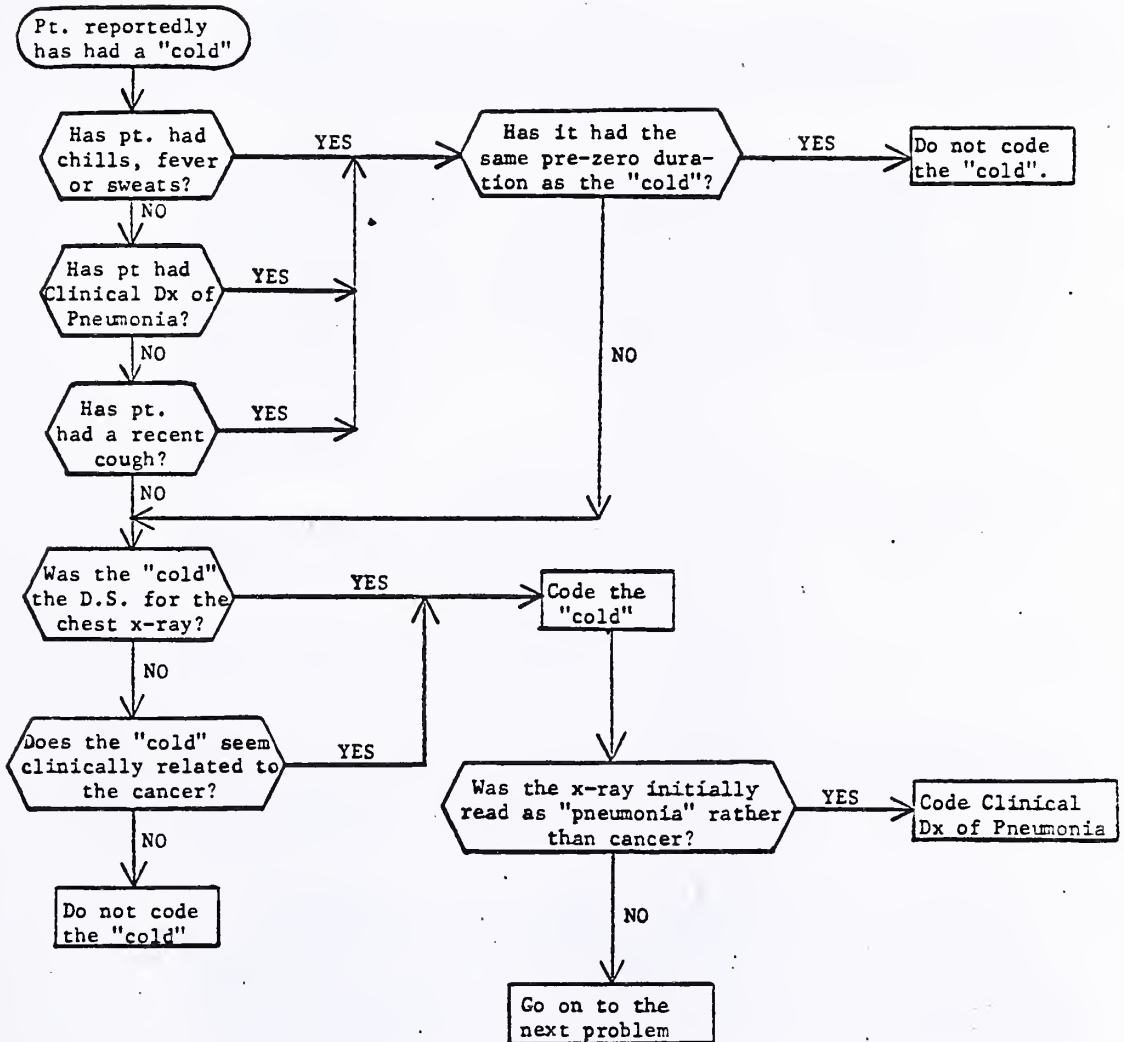 Pt. reportedly
has had a "cold"
Has pt. had
chills, fever
or sweats?
YES
Has it had the
same pre-zero dura-
tion as the "cold"?
YES
Do not code
the "cold".
NO
Has pt had
Clinical Dx of
Pneumonia?
YES
NO
NO
Has pt.
had a recent
cough?
YES
NO
Was the "cold"
the D.S. for the
chest x-ray?
YES
Code the
"cold"
NO
Does the "cold" seem
clinically related to
the cancer?
YES
Was the x-ray initially
read as "pneumonia" rather
than cancer?
YES
Code Clinical
Dx of Pneumonia
NO
Do not code
the "cold"
NO
Go on to the
next problem